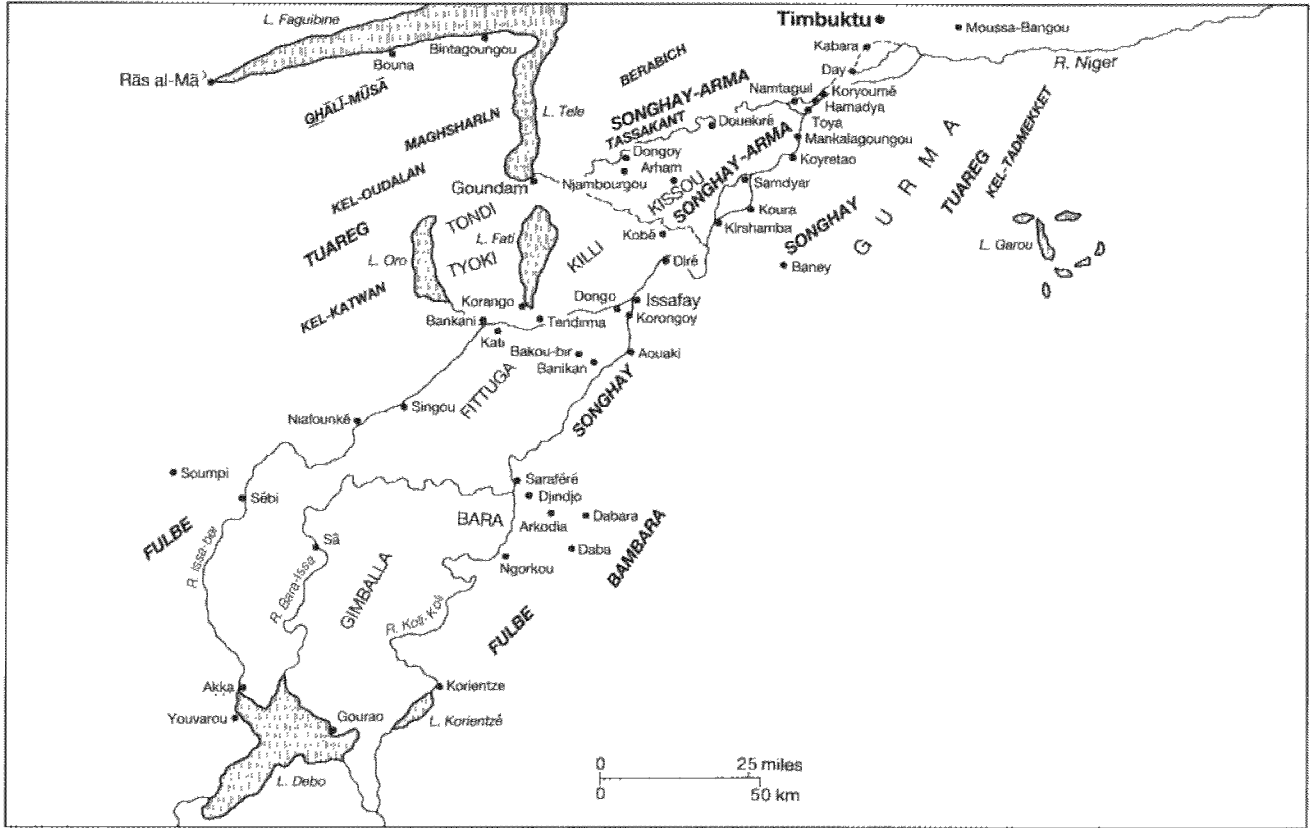 L. Faguibine
Timbuktu
Moussa-Bangou
Bintagoungou
Kabara
Bouna
R. Niger
Rās al-Mā'
BERABICH
Day
GHĀLĪ-MŪSĀ
Namtaguil
Koryoumé
SONGHAY-ARMA
Hamadya
L. Tele
MAGHSHARLN
TASSAKANT
Douekiré
Toya
Mankalagoungou
GURMA
Dongoy
SONGHAY-ARMA
Koyretao
Arham
TUAREG
KEL-TADMEKKET
KEL-OUDALAN
Goundam
Njambourgou
KISSOU
Samdyar
TONDI
Koura
Kirshamba
SONGHAY
TUAREG
L. Fati
Kobé
L. Garou
L. Oro
TYOKI
KILLI
Diré
Baney
KEL-KATWAN
Korango
Dongo
Issafay
Bankani
Tendirma
Korongoy
Kati
Bakou-bir
Aouaki
Banikan
FITTUGA
SONGHAY
Niafounké
Singou
Soumpi
Saraféré
Sébi
Djindjo
BARA
Arkodia
Dabara
FULBE
Sâ
Daba
BAMBARA
R. Issa-ber
Ngorkou
R. Bara-Issa
GIMBALLA
R. Koli-Koli
FULBE
Akka
Korientze
Youvarou
Gourao
L. Korientzé
L. Debo
0 25 miles
0 50 km